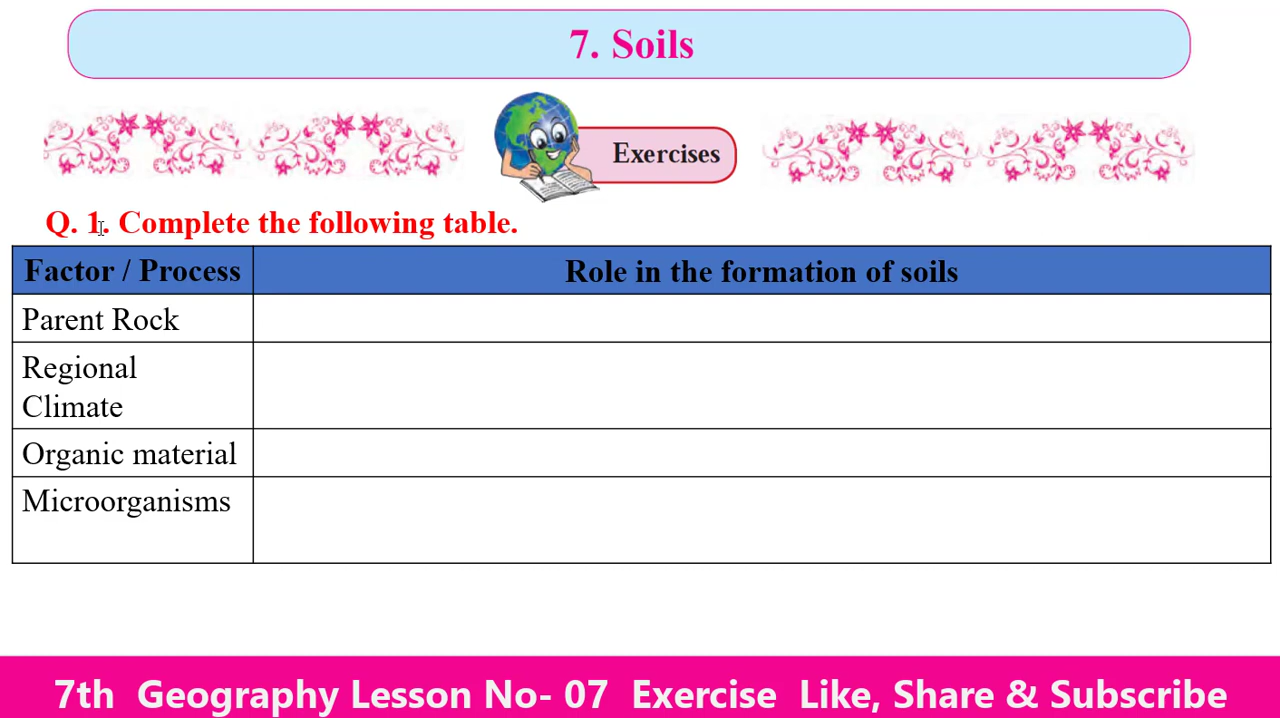 7. Soils
Exercises
Q. 1. Complete the following table.
Factor / Process Role in the formation of soils
Parent Rock
Regional
Climate
Organic material
Microorganisms
7th Geography Lesson No- 07 Exercise Like, Share & Subscribe